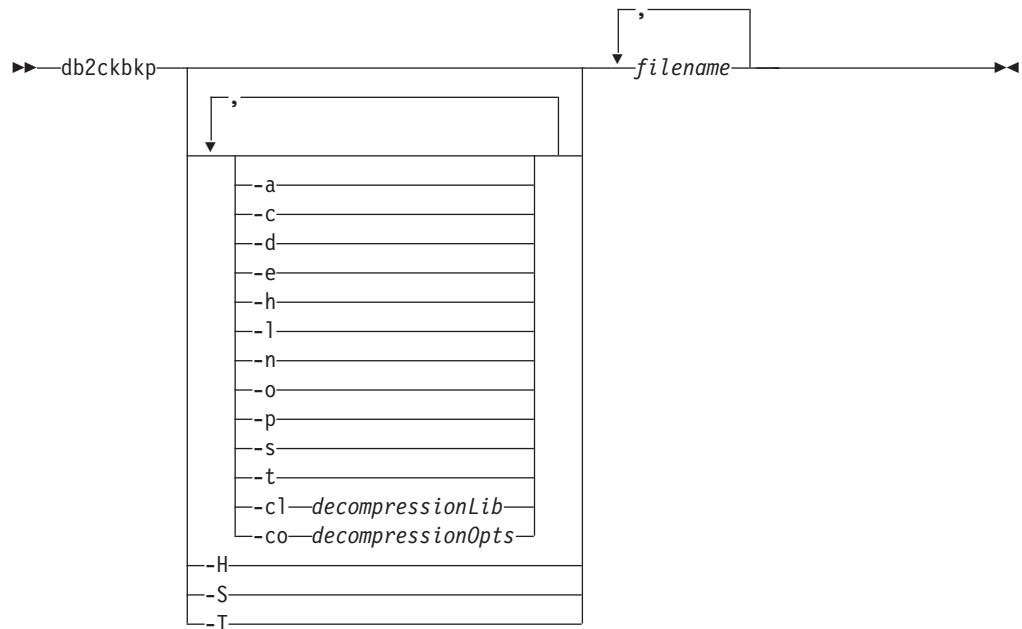 ,
db2ckbkp filename
,
-a
-c
-d
-e
-h
-l
-n
-o
-p
-s
-t
-cl decompressionLib
-co decompressionOpts
-H
-S
-T